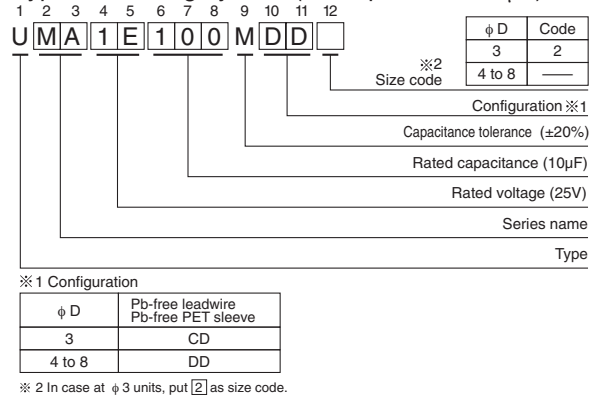 1 2 3 4 5 6 7 8 9 10 11 12
U M A 1 E 1 0 0 M D D
φ D Code
3 2
4 to 8 ——
※2
Size code
Configuration ※1
Capacitance tolerance (±20%)
Rated capacitance (10µF)
Rated voltage (25V)
Series name
Type
※1 Configuration
φ D Pb-free leadwire
Pb-free PET sleeve
3 CD
4 to 8 DD
※ 2 In case at φ 3 units, put 2 as size code.